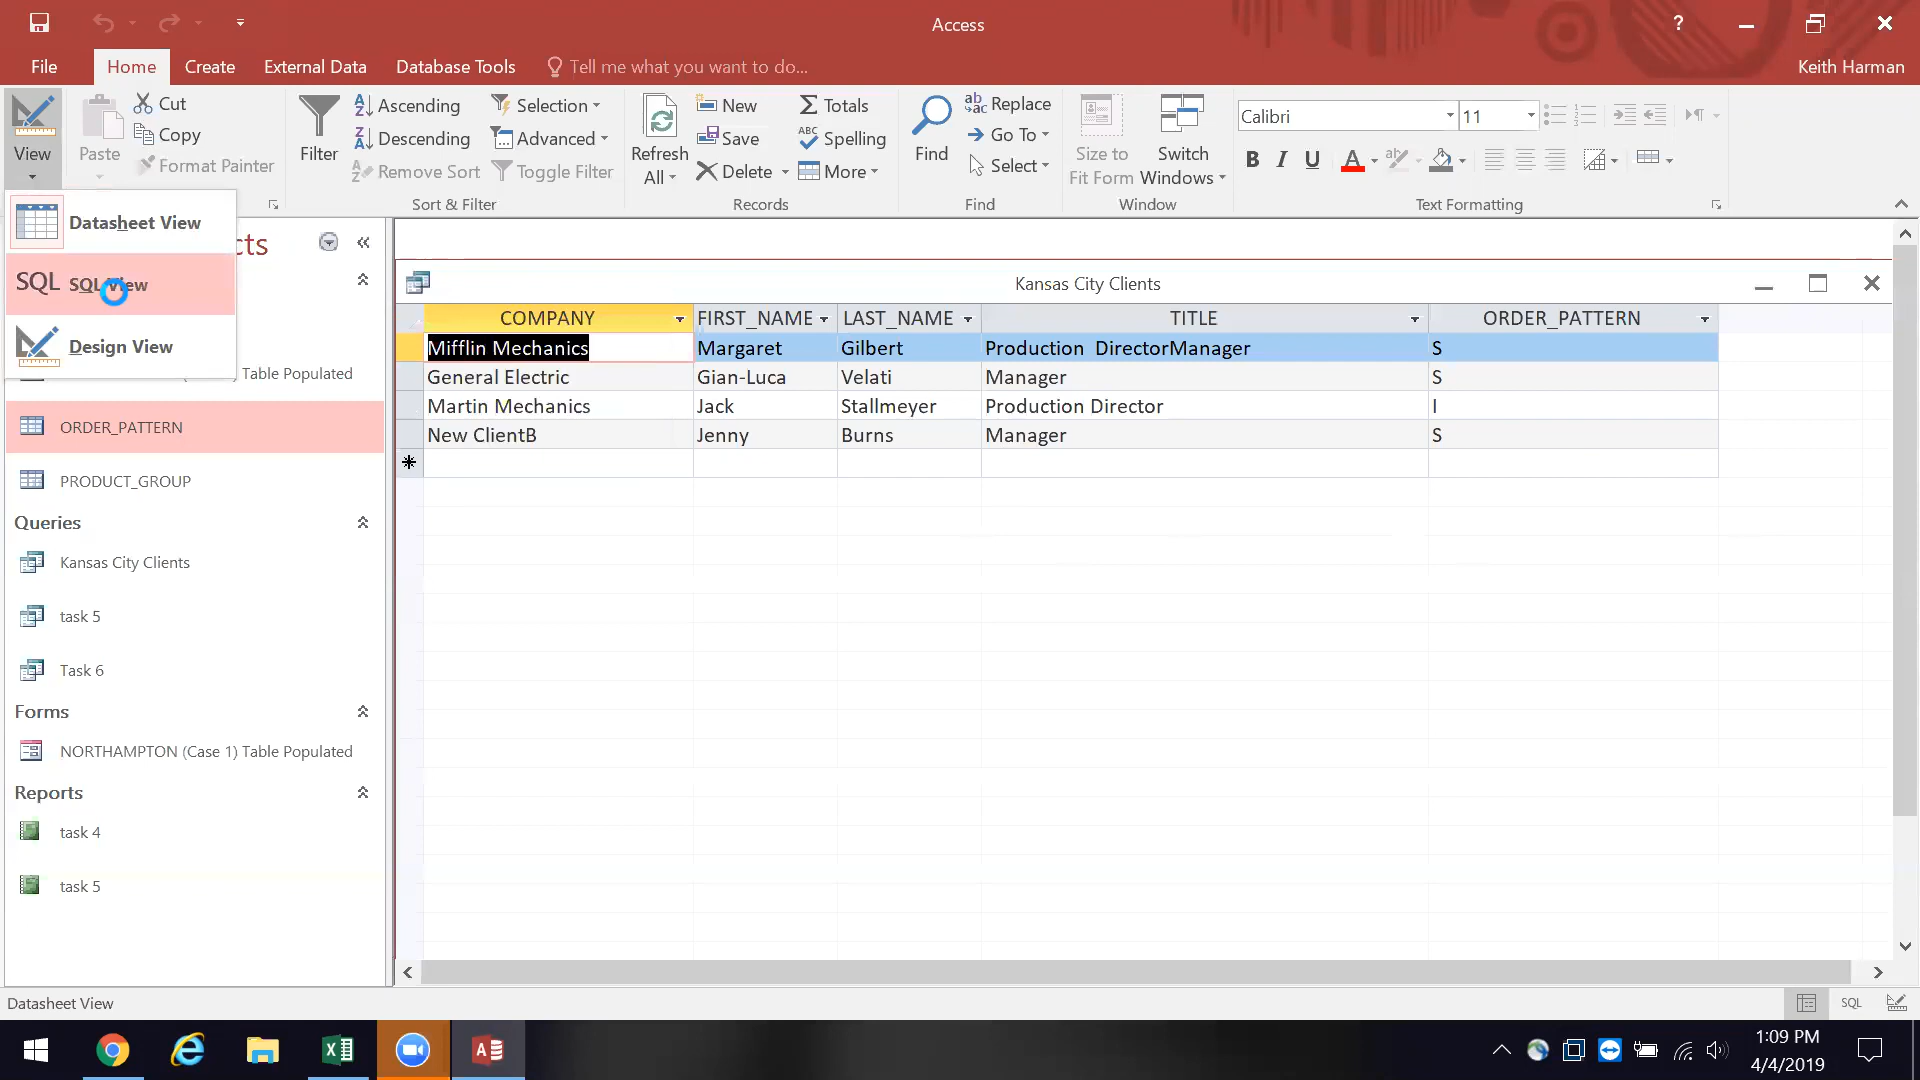 Access
?
Keith Harman
File Home Create External Data Database Tools Tell me what you want to do...
View
Paste
Cut
Copy
Format Painter
Filter
Ascending
Descending
Remove Sort
Selection
Advanced
Toggle Filter
Sort & Filter
Refresh
All
New
Save
Delete
Totals
Spelling
More
Records
Find
Replace
Go To
Select
Find
Size to
Fit Form
Switch
Windows
Window
Calibri
11
B I U A
Text Formatting
Datasheet View
SQL SQL View
Design View
cts
Table Populated
ORDER_PATTERN
PRODUCT_GROUP
Queries
Kansas City Clients
task 5
Task 6
Forms
NORTHAMPTON (Case 1) Table Populated
Reports
task 4
task 5
Kansas City Clients
COMPANY FIRST_NAME LAST_NAME TITLE ORDER_PATTERN
Mifflin Mechanics Margaret Gilbert Production DirectorManager S
General Electric Gian-Luca Velati Manager S
Martin Mechanics Jack Stallmeyer Production Director I
New ClientB Jenny Burns Manager S
Datasheet View
SQL
1:09 PM
4/4/2019